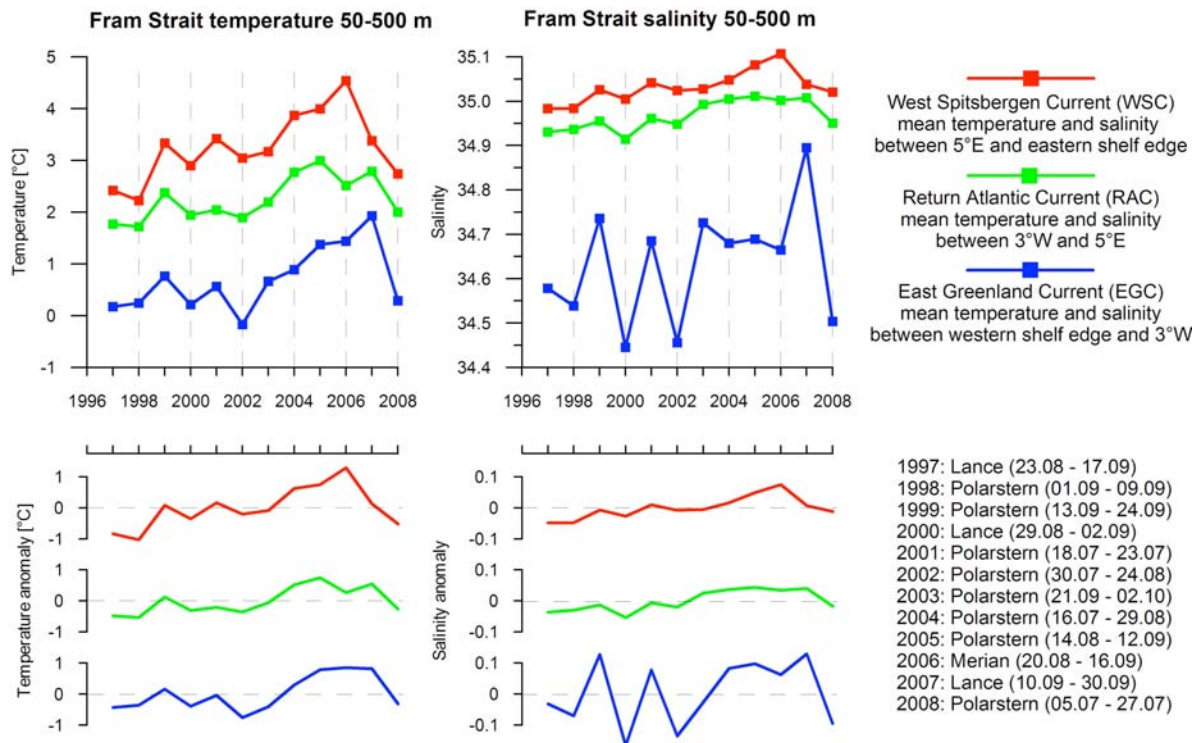 Fram Strait temperature 50-500 m
Temperature [°C]
5
4
3
2
1
0
-1
1996 1998 2000 2002 2004 2006 2008
Fram Strait salinity 50-500 m
Salinity
35.1
35.0
34.9
34.8
34.7
34.6
34.5
34.4
1996 1998 2000 2002 2004 2006 2008
West Spitsbergen Current (WSC)
mean temperature and salinity
between 5°E and eastern shelf edge
Return Atlantic Current (RAC)
mean temperature and salinity
between 3°W and 5°E
East Greenland Current (EGC)
mean temperature and salinity
between western shelf edge and 3°W
Temperature anomaly [°C]
1
0
-1
1
0
-1
1
0
-1
Salinity anomaly
0.1
0
-0.1
0.1
0
-0.1
0.1
0
-0.1
1997: Lance (23.08 - 17.09)
1998: Polarstern (01.09 - 09.09)
1999: Polarstern (13.09 - 24.09)
2000: Lance (29.08 - 02.09)
2001: Polarstern (18.07 - 23.07)
2002: Polarstern (30.07 - 24.08)
2003: Polarstern (21.09 - 02.10)
2004: Polarstern (16.07 - 29.08)
2005: Polarstern (14.08 - 12.09)
2006: Merian (20.08 - 16.09)
2007: Lance (10.09 - 30.09)
2008: Polarstern (05.07 - 27.07)